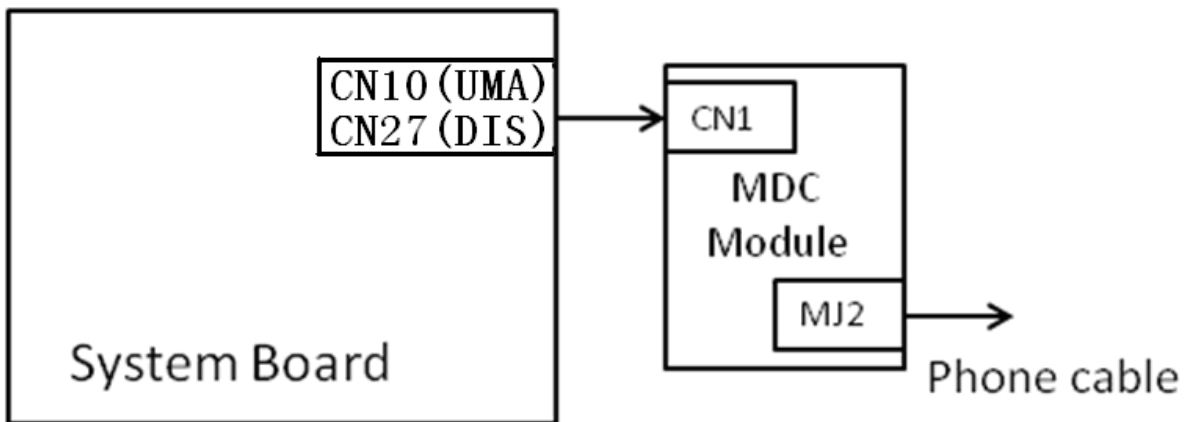 CN10(UMA)
CN27(DIS)
CN1
MDC
Module
MJ2
System Board
Phone cable